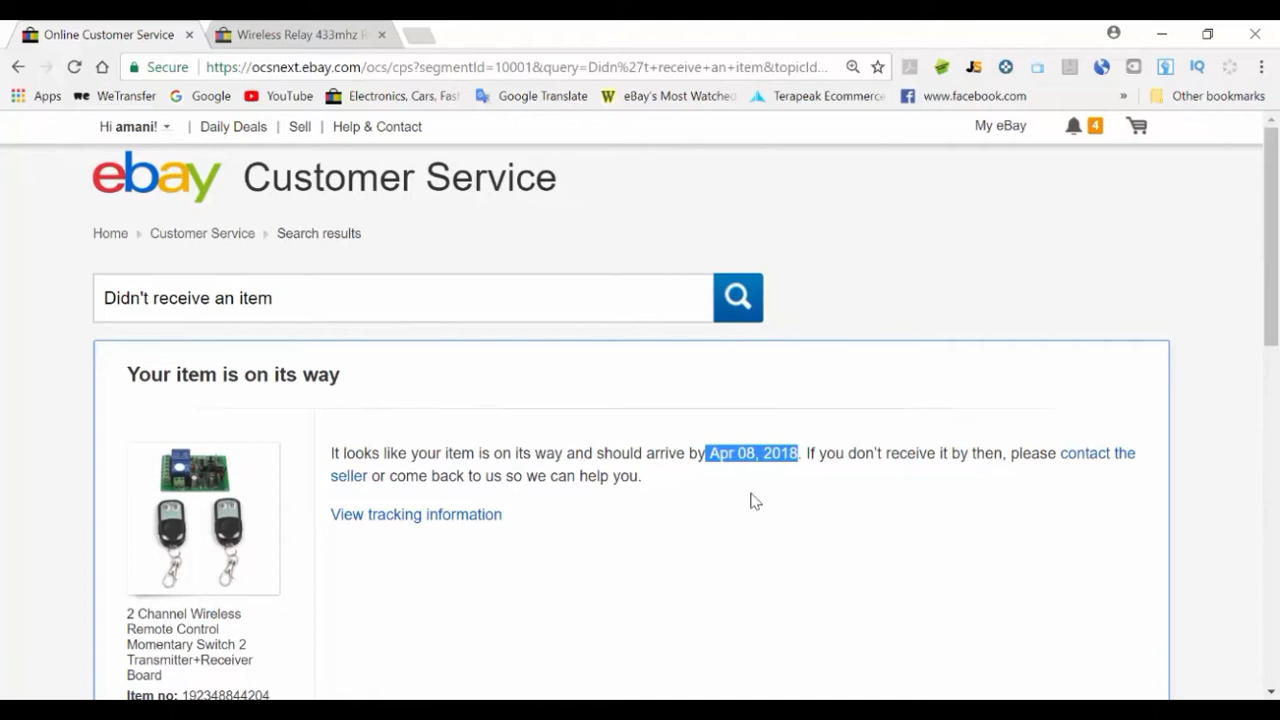 Online Customer Service
Wireless Relay 433mhz R
Secure https://ocsnext.ebay.com/ocs/cps?segmentId=10001&query=Didn%27t+receive+an+item&topicId...
Apps WeTransfer Google YouTube Electronics, Cars, Fas Google Translate eBay's Most Watched Terapeak Ecommerce www.facebook.com » Other bookmarks
Hi amani! Daily Deals Sell Help & Contact My eBay 4
ebay Customer Service
Home Customer Service Search results
Didn't receive an item
Your item is on its way
It looks like your item is on its way and should arrive by Apr 08, 2018. If you don't receive it by then, please contact the
seller or come back to us so we can help you.
View tracking information
2 Channel Wireless
Remote Control
Momentary Switch 2
Transmitter+Receiver
Board
Item no: 192348844204